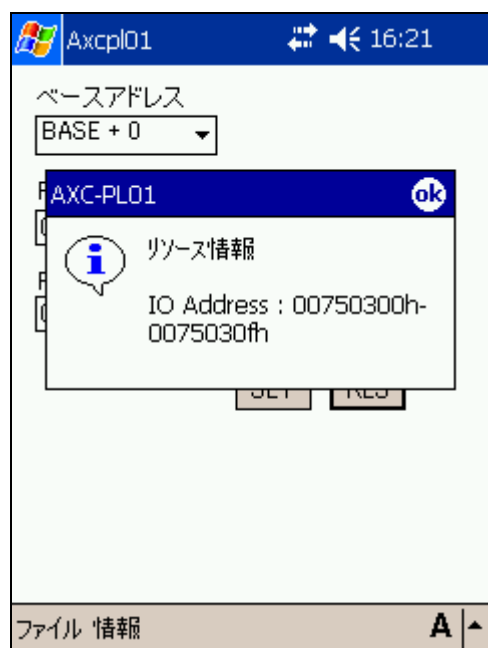 Axcpl01 16:21
ベースアドレス
BASE + 0
AXC-PL01 ok
リソース情報
IO Address : 00750300h-
0075030fh
ファイル 情報 A